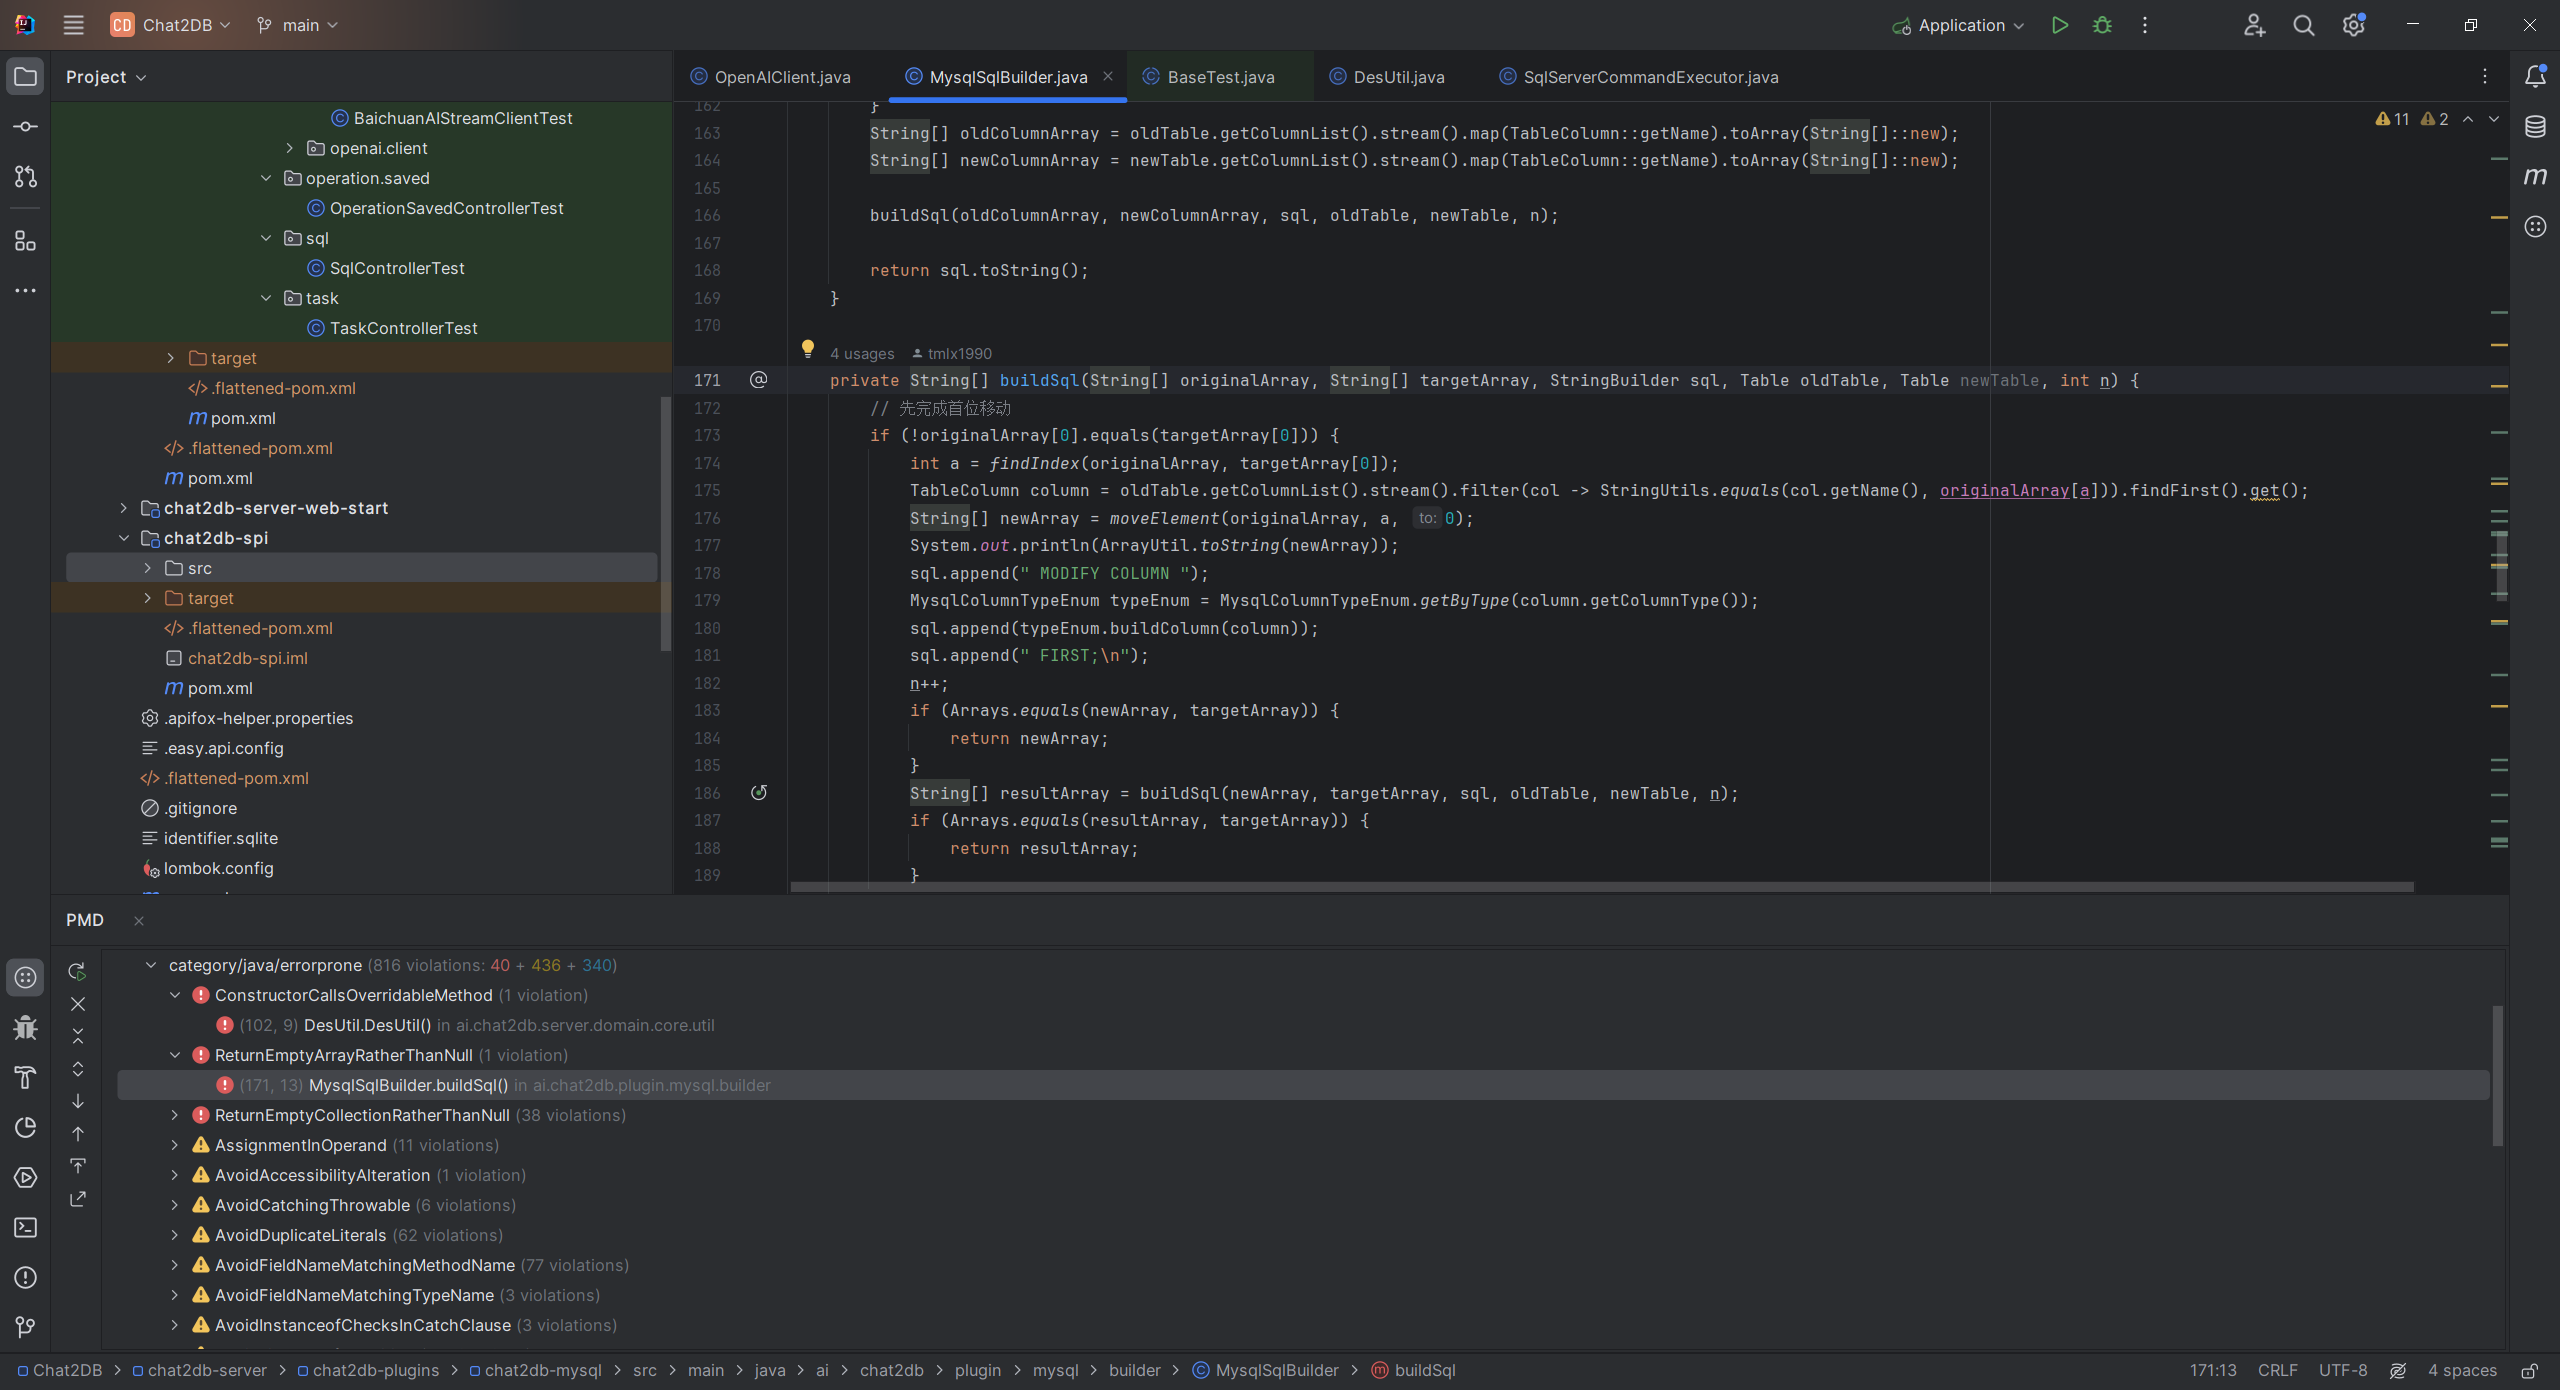 CD Chat2DB main Application
Project
BaichuanAIStreamClientTest
openai.client
operation.saved
OperationSavedControllerTest
sql
SqlControllerTest
task
TaskControllerTest
target
.flattened-pom.xml
pom.xml
.flattened-pom.xml
pom.xml
chat2db-server-web-start
chat2db-spi
src
target
.flattened-pom.xml
chat2db-spi.iml
pom.xml
.apifox-helper.properties
.easy.api.config
.flattened-pom.xml
.gitignore
identifier.sqlite
lombok.config
OpenAIClient.java MysqlSqlBuilder.java BaseTest.java DesUtil.java SqlServerCommandExecutor.java
11 2
162 }
163 String[] oldColumnArray = oldTable.getColumnList().stream().map(TableColumn::getName).toArray(String[]::new);
164 String[] newColumnArray = newTable.getColumnList().stream().map(TableColumn::getName).toArray(String[]::new);
165
166 buildSql(oldColumnArray, newColumnArray, sql, oldTable, newTable, n);
167
168 return sql.toString();
169 }
170
4 usages tmlx1990
171 private String[] buildSql(String[] originalArray, String[] targetArray, StringBuilder sql, Table oldTable, Table newTable, int n) {
172 // 先完成首位移动
173 if (!originalArray[0].equals(targetArray[0])) {
174 int a = findIndex(originalArray, targetArray[0]);
175 TableColumn column = oldTable.getColumnList().stream().filter(col -> StringUtils.equals(col.getName(), originalArray[a])).findFirst().get();
176 String[] newArray = moveElement(originalArray, a, to: 0);
177 System.out.println(ArrayUtil.toString(newArray));
178 sql.append(" MODIFY COLUMN ");
179 MysqlColumnTypeEnum typeEnum = MysqlColumnTypeEnum.getByType(column.getColumnType());
180 sql.append(typeEnum.buildColumn(column));
181 sql.append(" FIRST;\n");
182 n++;
183 if (Arrays.equals(newArray, targetArray)) {
184 return newArray;
185 }
186 String[] resultArray = buildSql(newArray, targetArray, sql, oldTable, newTable, n);
187 if (Arrays.equals(resultArray, targetArray)) {
188 return resultArray;
189 }
PMD
category/java/errorprone (816 violations: 40 + 436 + 340)
ConstructorCallsOverridableMethod (1 violation)
(102, 9) DesUtil.DesUtil() in ai.chat2db.server.domain.core.util
ReturnEmptyArrayRatherThanNull (1 violation)
(171, 13) MysqlSqlBuilder.buildSql() in ai.chat2db.plugin.mysql.builder
ReturnEmptyCollectionRatherThanNull (38 violations)
AssignmentInOperand (11 violations)
AvoidAccessibilityAlteration (1 violation)
AvoidCatchingThrowable (6 violations)
AvoidDuplicateLiterals (62 violations)
AvoidFieldNameMatchingMethodName (77 violations)
AvoidFieldNameMatchingTypeName (3 violations)
AvoidInstanceofChecksInCatchClause (3 violations)
Chat2DB > chat2db-server > chat2db-plugins > chat2db-mysql > src > main > java > ai > chat2db > plugin > mysql > builder > MysqlSqlBuilder > buildSql 171:13 CRLF UTF-8 4 spaces